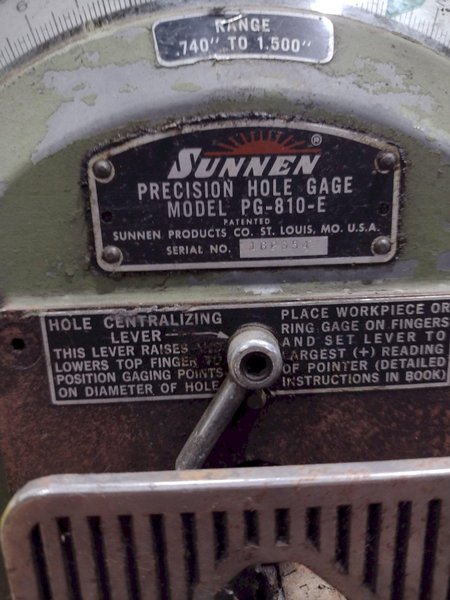 RANGE
.740" TO 1.500"
SUNNEN®
PRECISION HOLE GAGE
MODEL PG-810-E
PATENTED
SUNNEN PRODUCTS CO. ST. LOUIS, MO. U.S.A.
SERIAL NO.
HOLE CENTRALIZING
LEVER
THIS LEVER RAISES
LOWERS TOP FINGER TO
POSITION GAGING POINTS
ON DIAMETER OF HOLE
PLACE WORKPIECE OR
RING GAGE ON FINGERS
AND SET LEVER TO
LARGEST (+) READING
OF POINTER (DETAILED
INSTRUCTIONS IN BOOK)